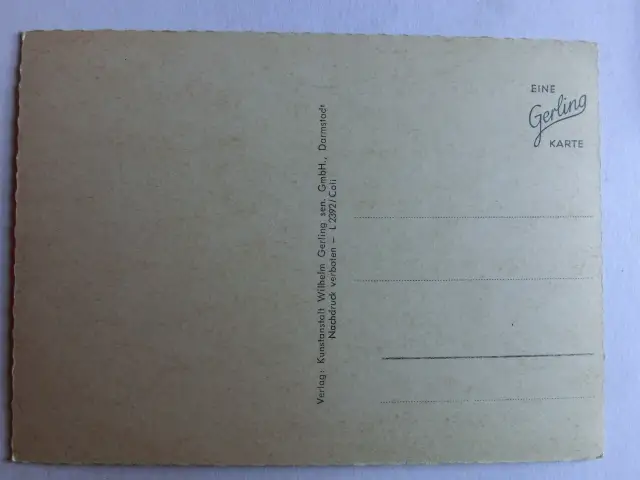 EINE
Gerling
KARTE
Verlag: Kunstanstalt Wilhelm Gerling sen. GmbH., Darmstadt
Nachdruck verboten – L 2392/Coli